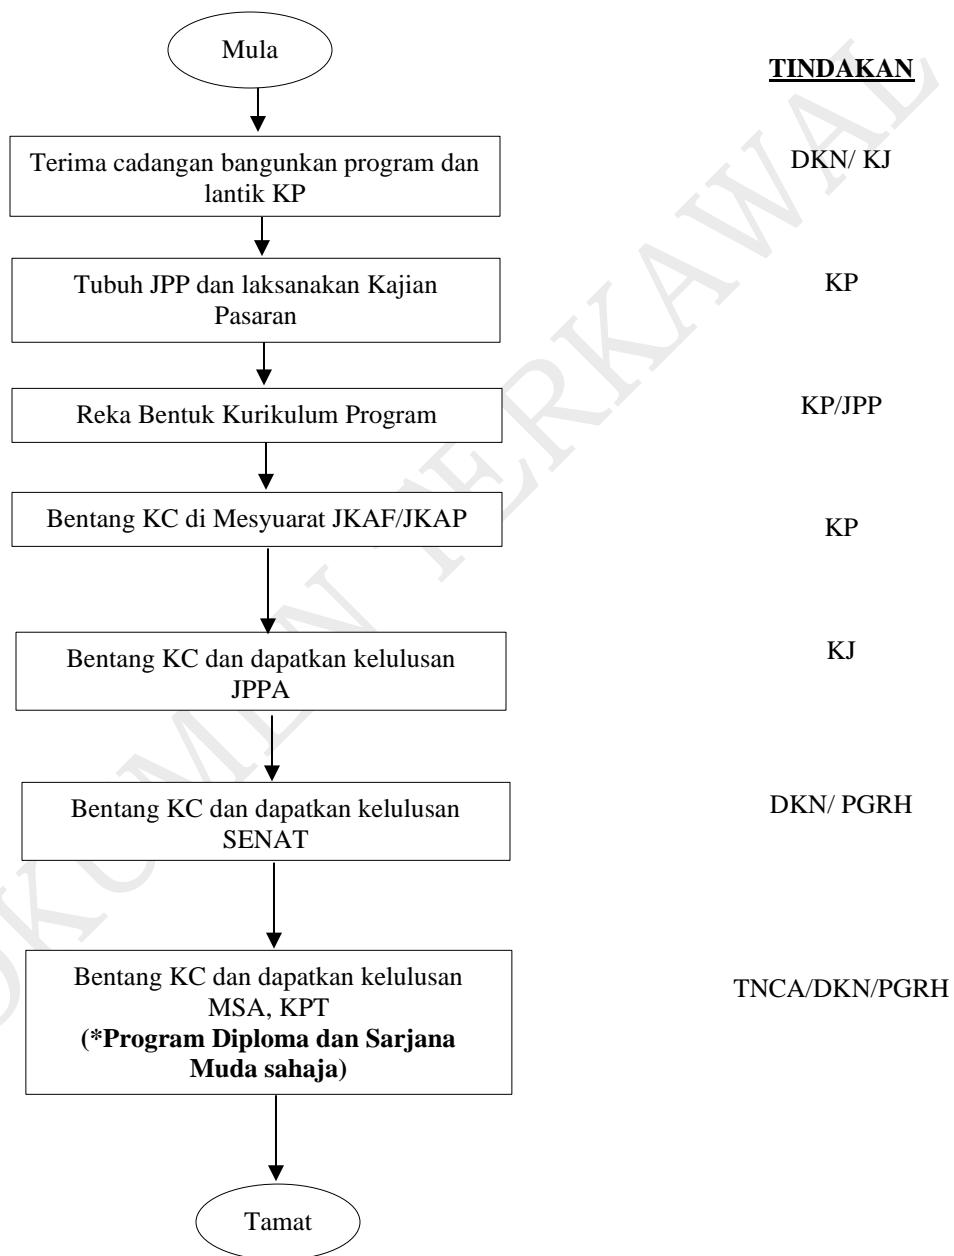 Mula
TINDAKAN
Terima cadangan bangunkan program dan
lantik KP
DKN/ KJ
Tubuh JPP dan laksanakan Kajian
Pasaran
KP
Reka Bentuk Kurikulum Program
KP/JPP
Bentang KC di Mesyuarat JKAF/JKAP
KP
Bentang KC dan dapatkan kelulusan
JPPA
KJ
Bentang KC dan dapatkan kelulusan
SENAT
DKN/ PGRH
Bentang KC dan dapatkan kelulusan
MSA, KPT
(*Program Diploma dan Sarjana
Muda sahaja)
TNCA/DKN/PGRH
Tamat
OKUMEN TERKAWAL